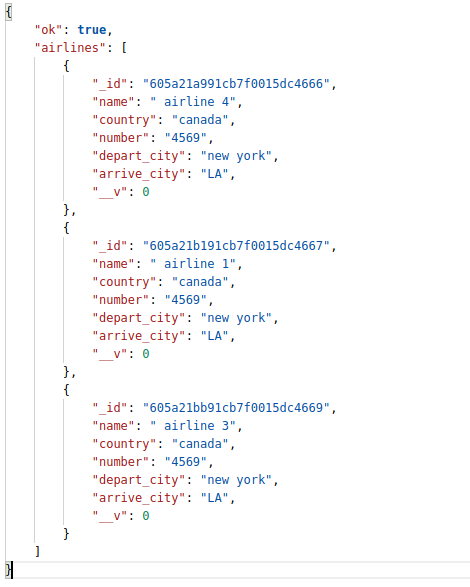 {
    "ok": true,
    "airlines": [
        {
            "_id": "605a21a991cb7f0015dc4666",
            "name": " airline 4",
            "country": "canada",
            "number": "4569",
            "depart_city": "new york",
            "arrive_city": "LA",
            "__v": 0
        },
        {
            "_id": "605a21b191cb7f0015dc4667",
            "name": " airline 1",
            "country": "canada",
            "number": "4569",
            "depart_city": "new york",
            "arrive_city": "LA",
            "__v": 0
        },
        {
            "_id": "605a21bb91cb7f0015dc4669",
            "name": " airline 3",
            "country": "canada",
            "number": "4569",
            "depart_city": "new york",
            "arrive_city": "LA",
            "__v": 0
        }
    ]
}